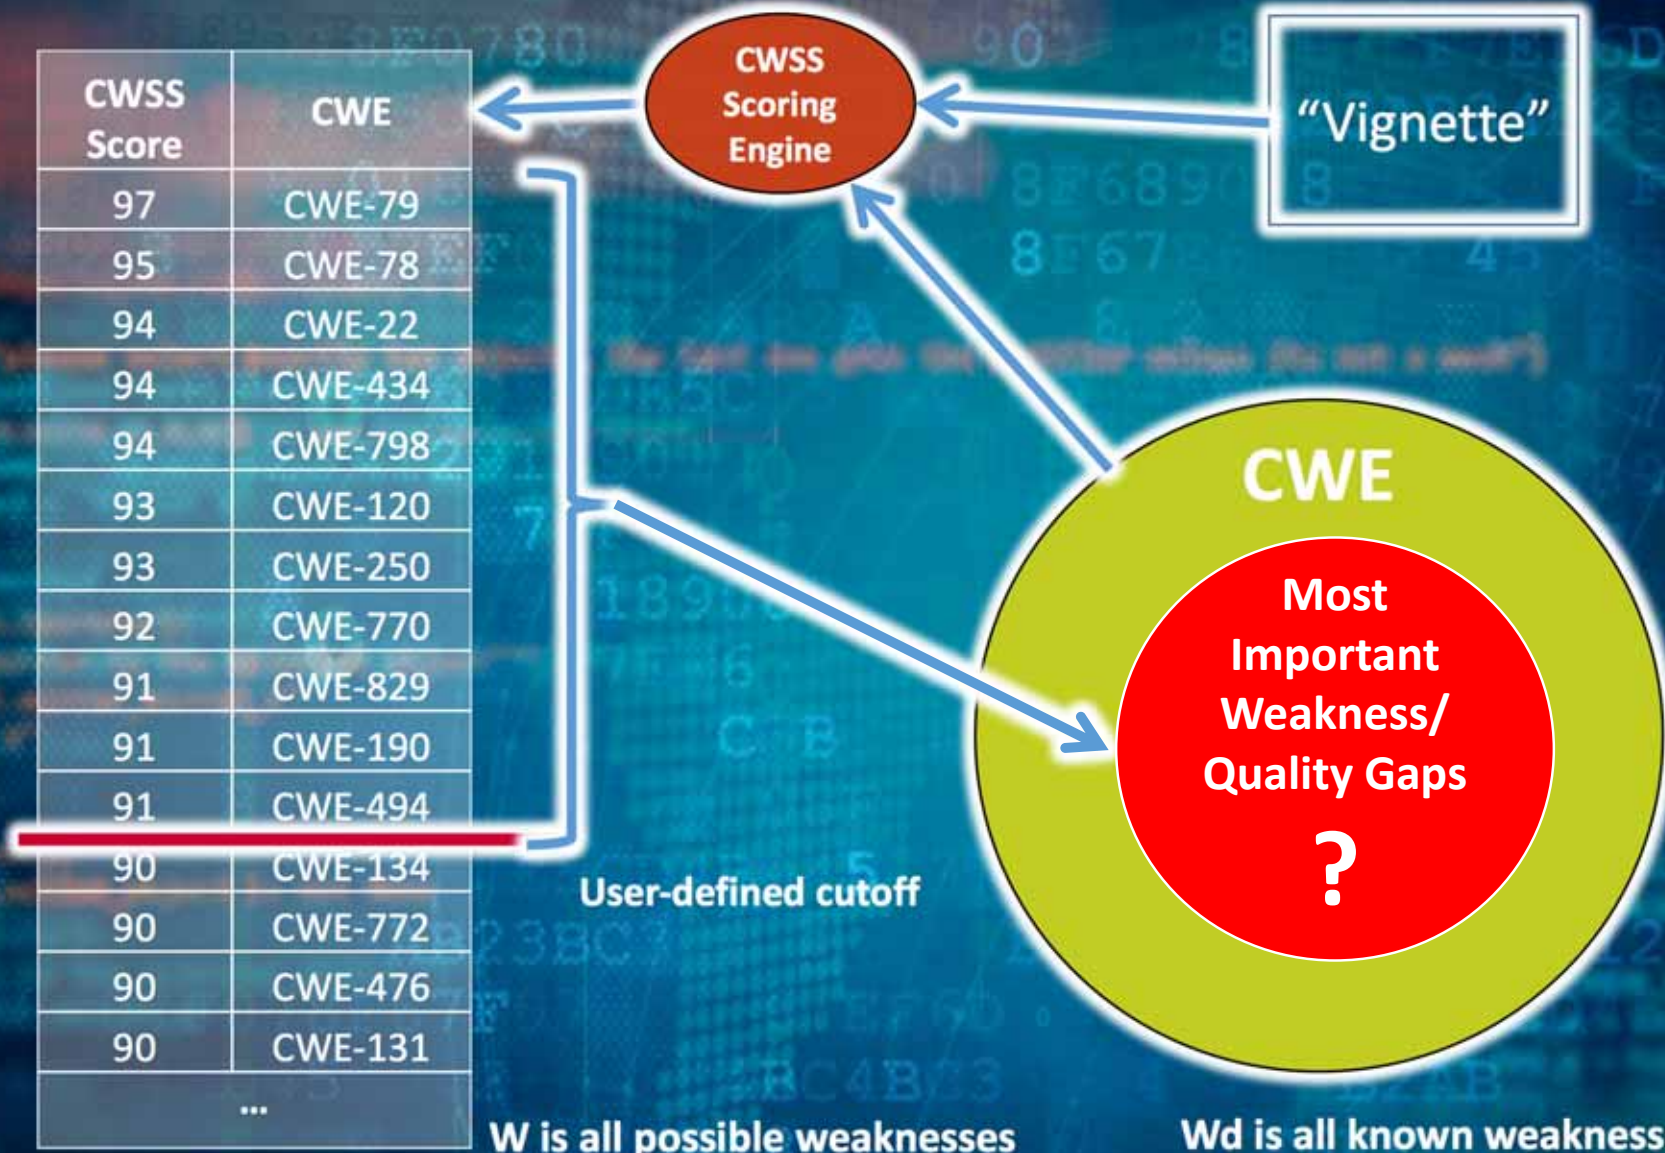 CWSS Score CWE
97 CWE-79
95 CWE-78
94 CWE-22
94 CWE-434
94 CWE-798
93 CWE-120
93 CWE-250
92 CWE-770
91 CWE-829
91 CWE-190
91 CWE-494
90 CWE-134
90 CWE-772
90 CWE-476
90 CWE-131
...
CWSS
Scoring
Engine
“Vignette”
CWE
Most
Important
Weakness/
Quality Gaps
?
User-defined cutoff
W is all possible weaknesses
Wd is all known weakness